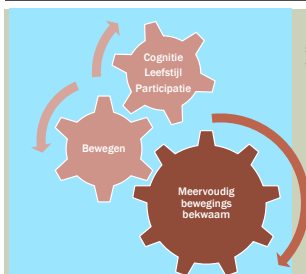 Cognitie
Leefstijl
Participatie
Bewegen
Meervoudig
bewegings
bekwaam